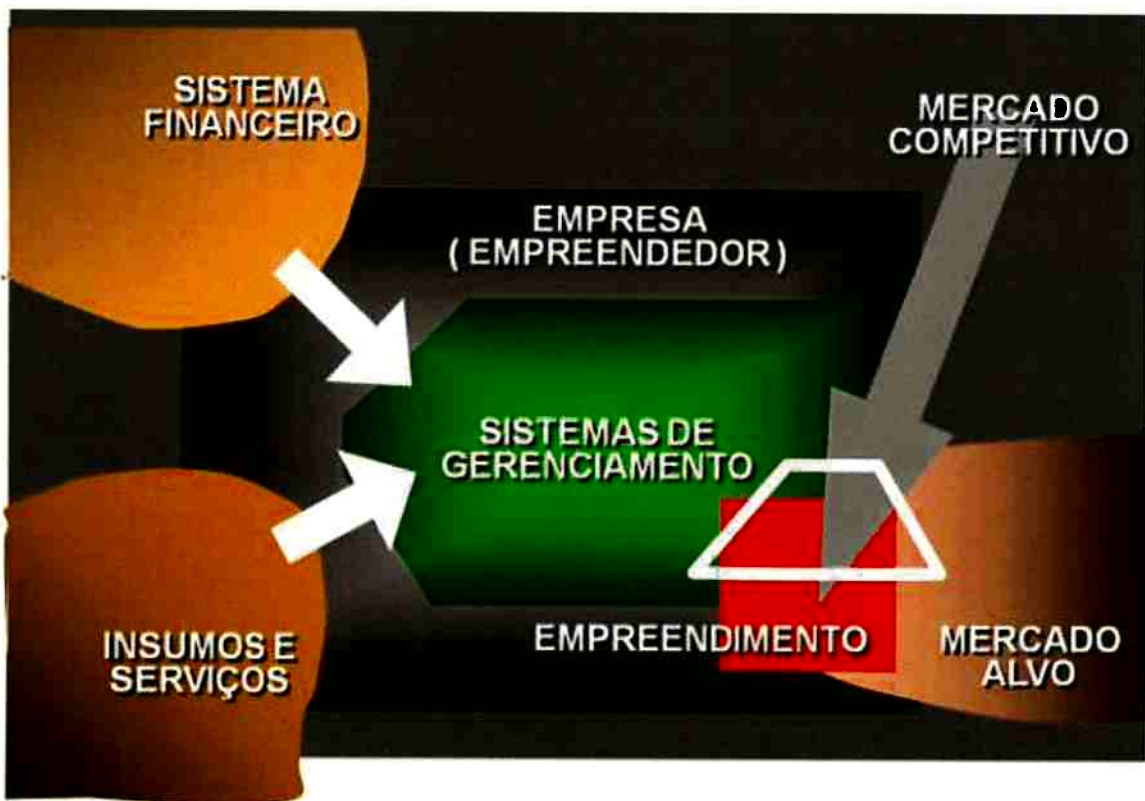 SISTEMA
FINANCEIRO
MERCADO
COMPETITIVO
EMPRESA
( EMPREENDEDOR )
SISTEMAS DE
GERENCIAMENTO
EMPREENDIMENTO
INSUMOS E
SERVIÇOS
MERCADO
ALVO